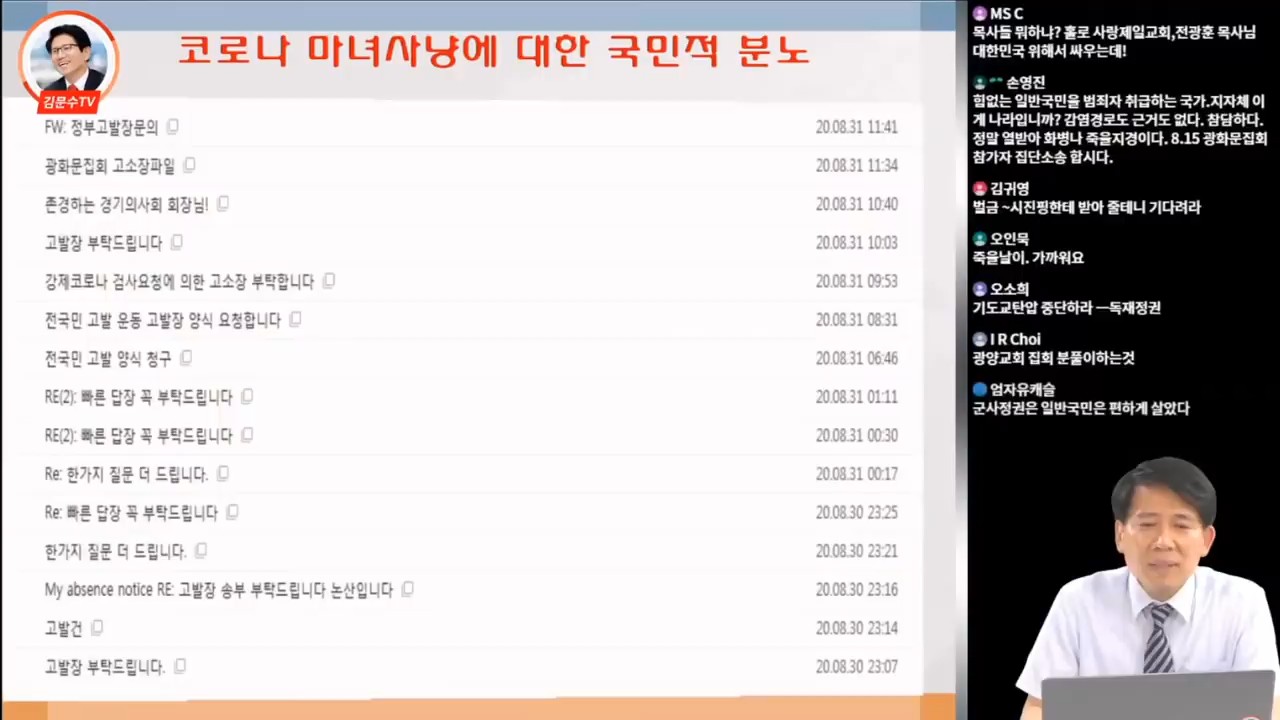 코로나 마녀사냥에 대한 국민적 분노
김문수TV
FW: 정부고발장문의 20.08.31 11:41
광화문집회 고소장파일 20.08.31 11:34
존경하는 경기의사회 회장님! 20.08.31 10:40
고발장 부탁드립니다 20.08.31 10:03
강제코로나 검사요청에 의한 고소장 부탁합니다 20.08.31 09:53
전국민 고발 운동 고발장 양식 요청합니다 20.08.31 08:31
전국민 고발 양식 청구 20.08.31 06:46
RE(2): 빠른 답장 꼭 부탁드립니다 20.08.31 01:11
RE(2): 빠른 답장 꼭 부탁드립니다 20.08.31 00:30
Re: 한가지 질문 더 드립니다. 20.08.31 00:17
Re: 빠른 답장 꼭 부탁드립니다 20.08.30 23:25
한가지 질문 더 드립니다. 20.08.30 23:21
My absence notice RE: 고발장 송부 부탁드립니다 논산입니다 20.08.30 23:16
고발건 20.08.30 23:14
고발장 부탁드립니다. 20.08.30 23:07
MS C
목사들 뭐하냐? 홀로 사랑제일교회,전광훈 목사님
대한민국 위해서 싸우는데!
손영진
힘없는 일반국민을 범죄자 취급하는 국가.지자체 이
게 나라입니까? 감염경로도 근거도 없다. 참담하다.
정말 열받아 화병나 죽을지경이다. 8.15 광화문집회
참가자 집단소송 합시다.
김귀영
벌금 ~시진핑한테 받아 줄테니 기다려라
오인묵
죽을날이. 가까워요
오소희
기도교탄압 중단하라 ㅡ독재정권
I R Choi
광양교회 집회 분풀이하는것
엄자유캐슬
군사정권은 일반국민은 편하게 살았다